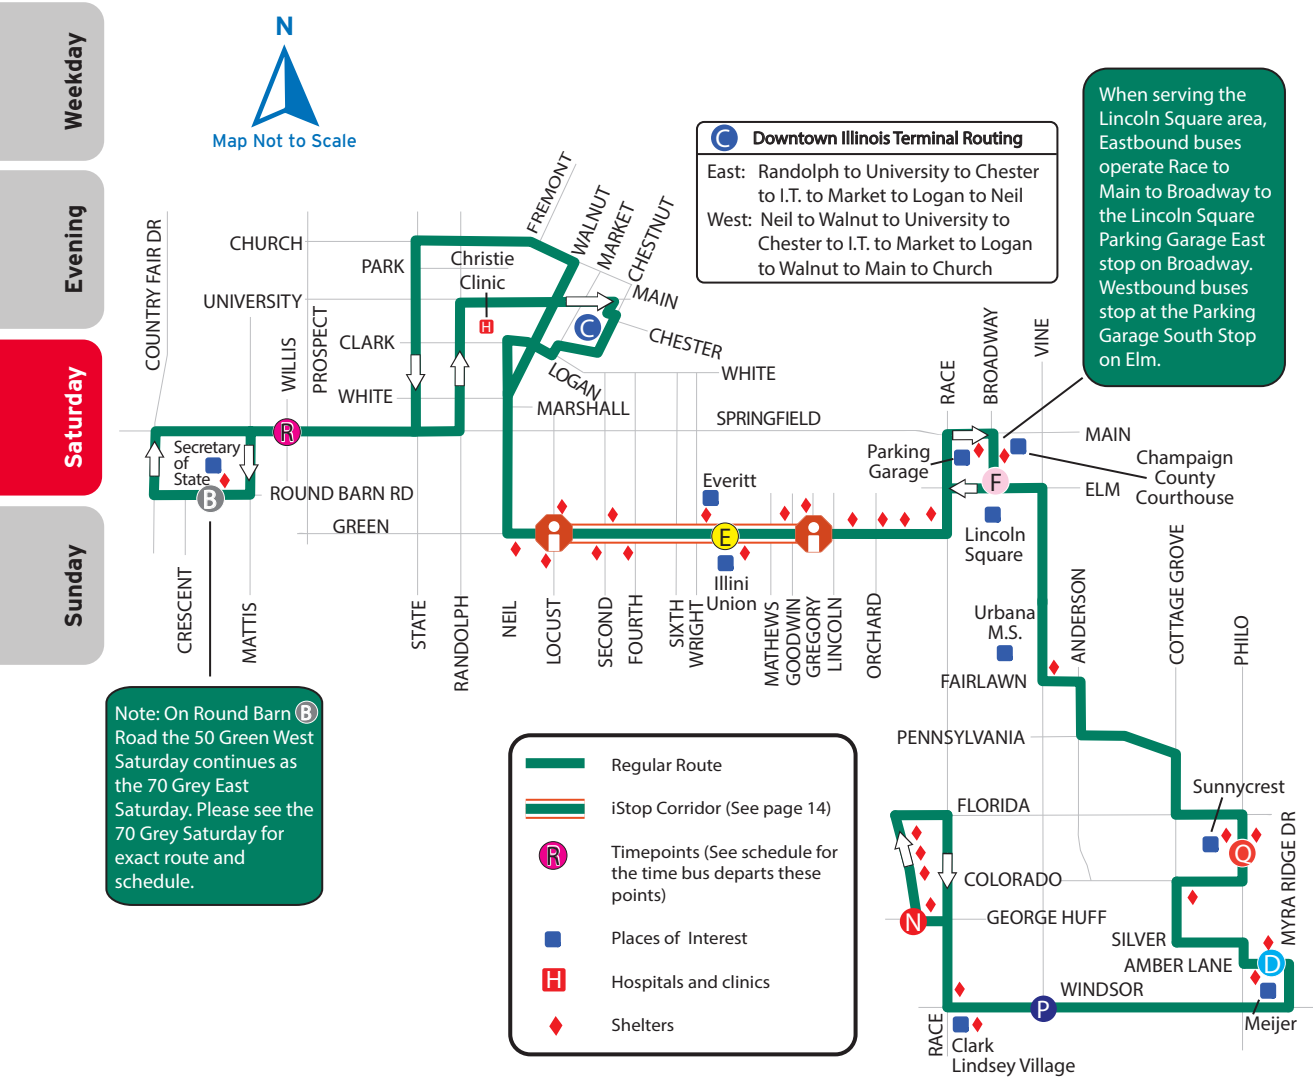 Weekday
Evening
Saturday
Sunday
N
Map Not to Scale
C Downtown Illinois Terminal Routing
East: Randolph to University to Chester
to I.T. to Market to Logan to Neil
West: Neil to Walnut to University to
Chester to I.T. to Market to Logan
to Walnut to Main to Church
When serving the
Lincoln Square area,
Eastbound buses
operate Race to
Main to Broadway to
the Lincoln Square
Parking Garage East
stop on Broadway.
Westbound buses
stop at the Parking
Garage South Stop
on Elm.
COUNTRY FAIR DR
CHURCH
PARK
UNIVERSITY
CLARK
WHITE
WILLIS
PROSPECT
Christie
Clinic
H
FREMONT
WALNUT
MARKET
CHESTNUT
MAIN
C
CHESTER
LOGAN
WHITE
MARSHALL
SPRINGFIELD
RACE
BROADWAY
VINE
MAIN
ELM
R
Secretary
of
State
B
ROUND BARN RD
GREEN
Parking
Garage
Champaign
County
Courthouse
F
Lincoln
Square
Everitt
E
Illini
Union
CRESCENT
MATTIS
STATE
RANDOLPH
NEIL
LOCUST
SECOND
FOURTH
SIXTH
WRIGHT
MATHEWS
GOODWIN
GREGORY
LINCOLN
ORCHARD
Urbana
M.S.
ANDERSON
COTTAGE GROVE
PHILO
FAIRLAWN
PENNSYLVANIA
Sunnycrest
FLORIDA
Q
COLORADO
MYRA RIDGE DR
GEORGE HUFF
N
SILVER
AMBER LANE
D
WINDSOR
P
Meijer
RACE
Clark
Lindsey Village
Note: On Round Barn B
Road the 50 Green West
Saturday continues as
the 70 Grey East
Saturday. Please see the
70 Grey Saturday for
exact route and
schedule.
Regular Route
iStop Corridor (See page 14)
R Timepoints (See schedule for
the time bus departs these
points)
Places of Interest
H Hospitals and clinics
Shelters